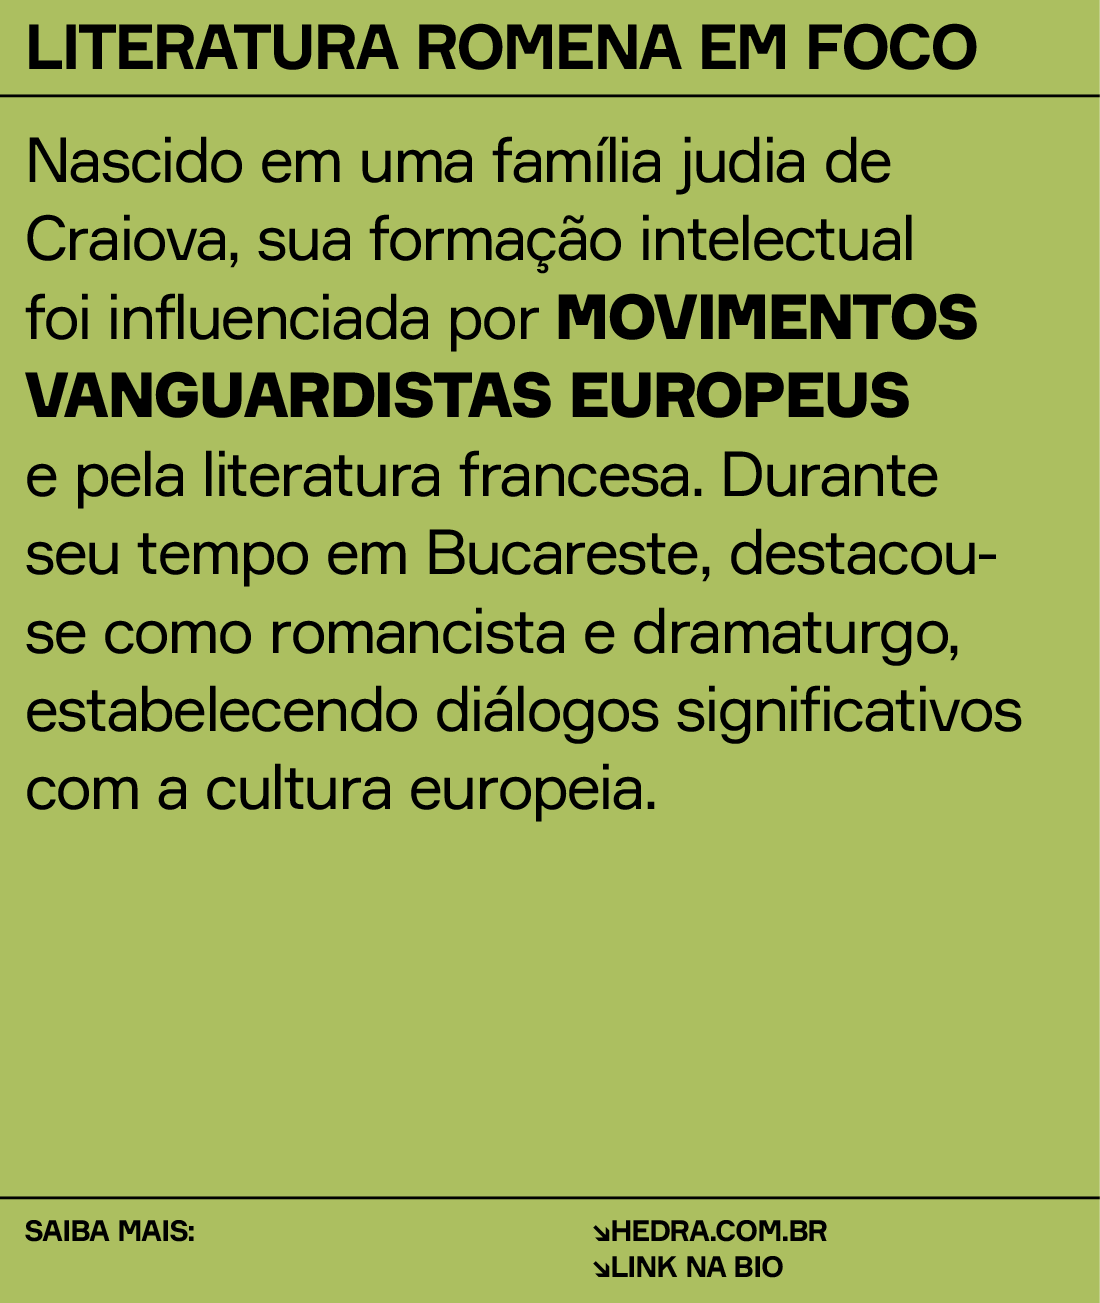 LITERATURA ROMENA EM FOCO
Nascido em uma família judia de
Craiova, sua formação intelectual
foi influenciada por MOVIMENTOS
VANGUARDISTAS EUROPEUS
e pela literatura francesa. Durante
seu tempo em Bucareste, destacou-
se como romancista e dramaturgo,
estabelecendo diálogos significativos
com a cultura europeia.
SAIBA MAIS:
↘HEDRA.COM.BR
↘LINK NA BIO